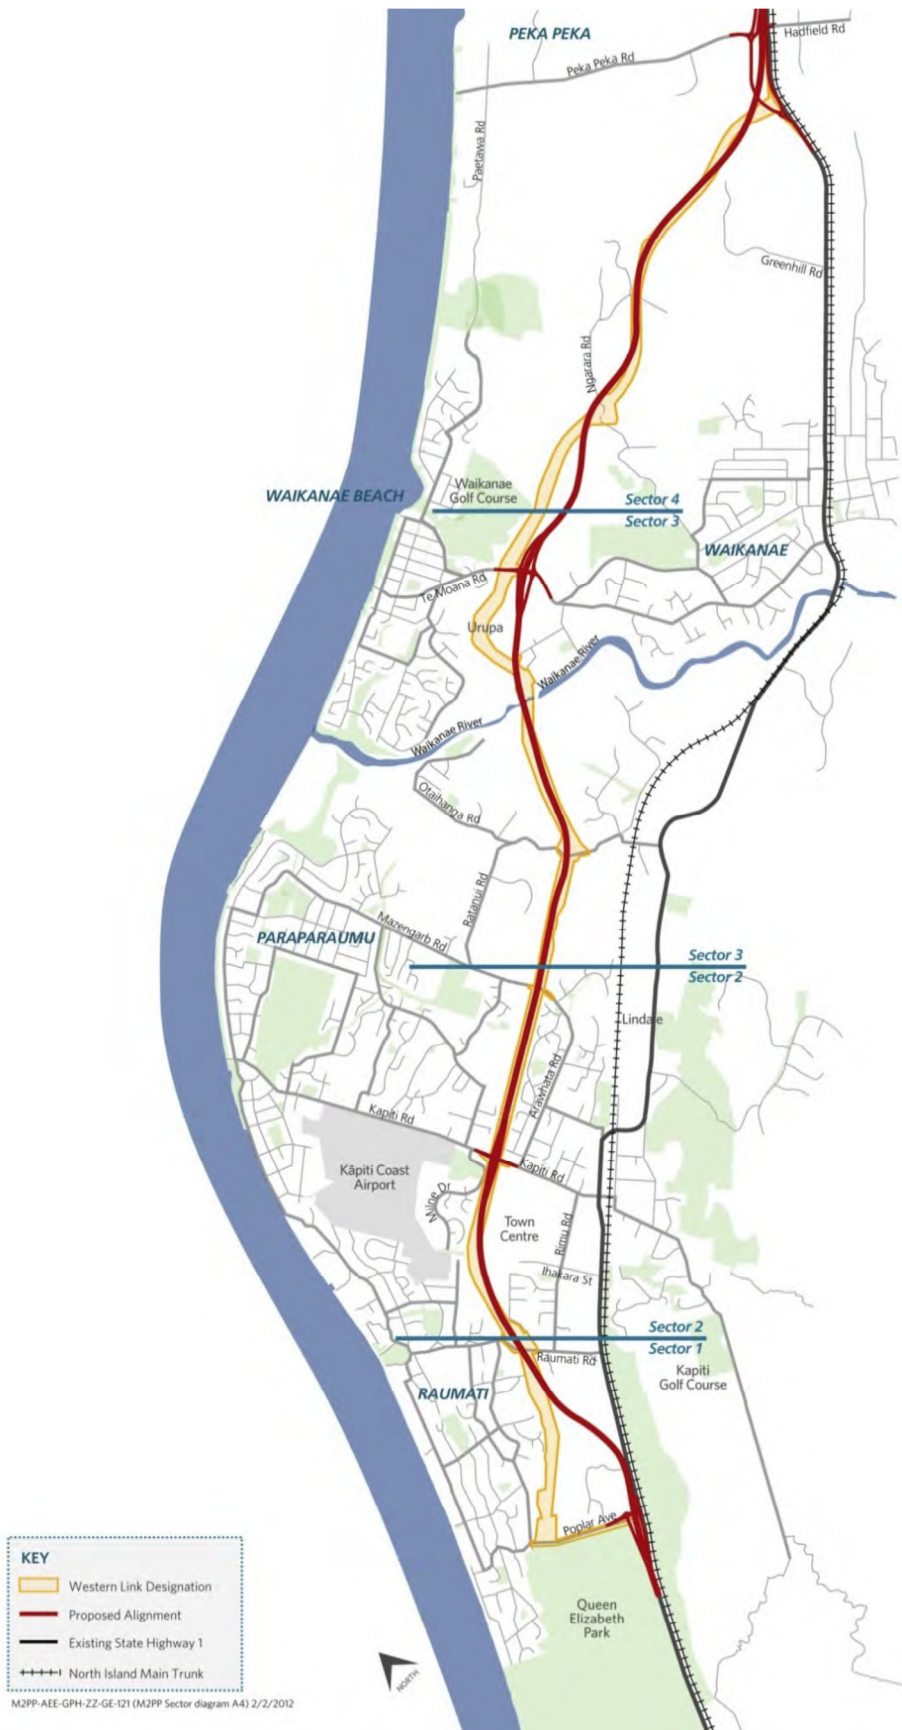 PEKA PEKA
Hadfield Rd
Peka Peka Rd
Paetawa Rd
Greenhill Rd
Ngarara Rd
Waikanae
Golf Course
WAIKANAE BEACH
Sector 4
Sector 3
WAIKANAE
Te Moana Rd
Urupa
Waikanae River
Waikanae River
Otaihanga Rd
Ratanui Rd
Mazengarb Rd
PARAPARAUMU
Sector 3
Sector 2
Lindale
Arawhata Rd
Kapiti Rd
Kapiti Rd
Kāpiti Coast
Airport
Milne Dr
Town
Centre
Rimu Rd
Ihakara St
Sector 2
Sector 1
Raumati Rd
Kapiti
Golf Course
RAUMATI
Poplar Ave
Queen
Elizabeth
Park
KEY
Western Link Designation
Proposed Alignment
Existing State Highway 1
North Island Main Trunk
NORTH
M2PP-AEE-GPH-ZZ-GE-121 (M2PP Sector diagram A4) 2/2/2012